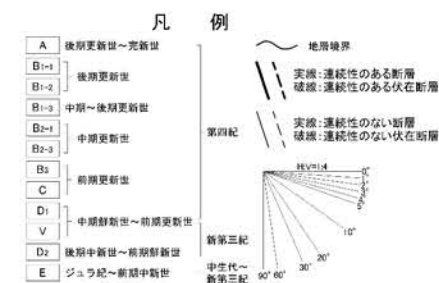 凡 例
A 後期更新世～完新世
B1-1
後期更新世
B1-2
B1-3 中期～後期更新世
B2-1
中期更新世
B2-3
B3
前期更新世
C
D1
中期鮮新世～前期更新世
V
D2 後期中新世～前期鮮新世
E ジュラ紀～前期中新世
第四紀
新第三紀
中生代～
新第三紀
地層境界
実線：連続性のある断層
破線：連続性のある伏在断層
実線：連続性のない断層
破線：連続性のない伏在断層
H:V=1:4
0°
5°
10°
20°
30°
90° 60°